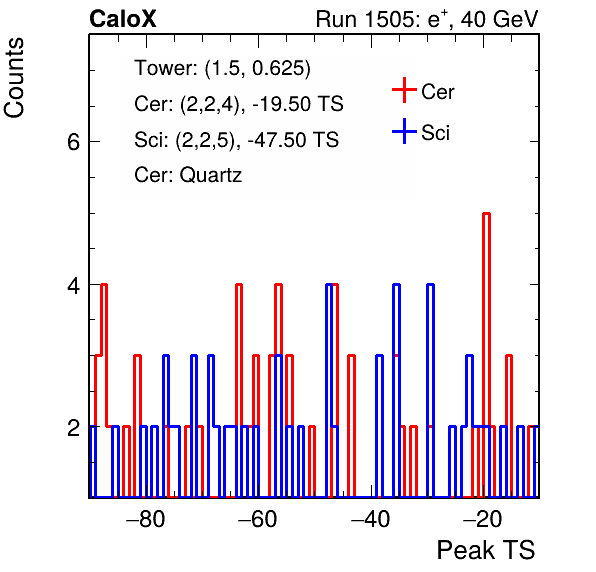 CaloX Run 1505: e+, 40 GeV
Counts
Tower: (1.5, 0.625)
Cer: (2,2,4), -19.50 TS
Sci: (2,2,5), -47.50 TS
Cer: Quartz
Cer
Sci
6
4
2
−80 −60 −40 −20
Peak TS